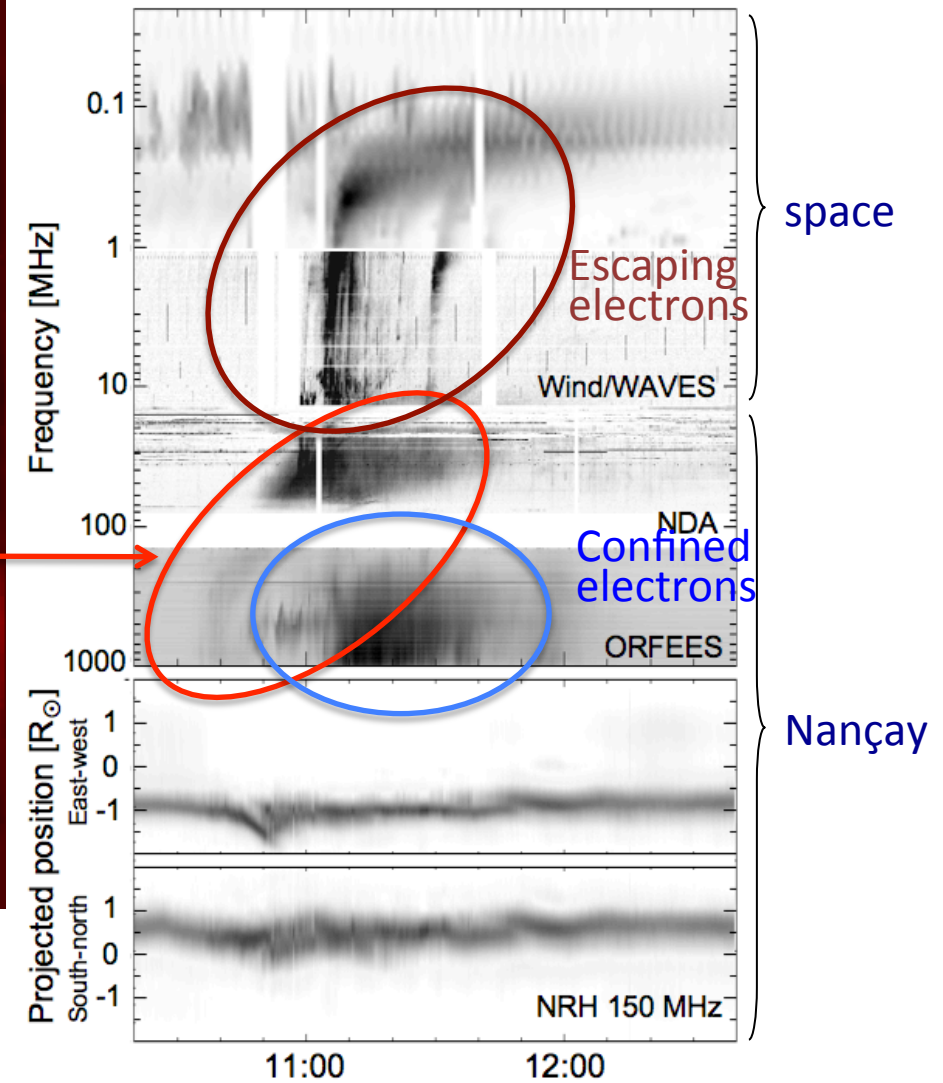 Frequency [MHz]
0.1
1
10
100
1000
Escaping
electrons
Wind/WAVES
space
NDA
Confined
electrons
ORFEES
Nançay
Projected position [R☉]
East-west
1
0
-1
South-north
1
0
-1
NRH 150 MHz
11:00
12:00